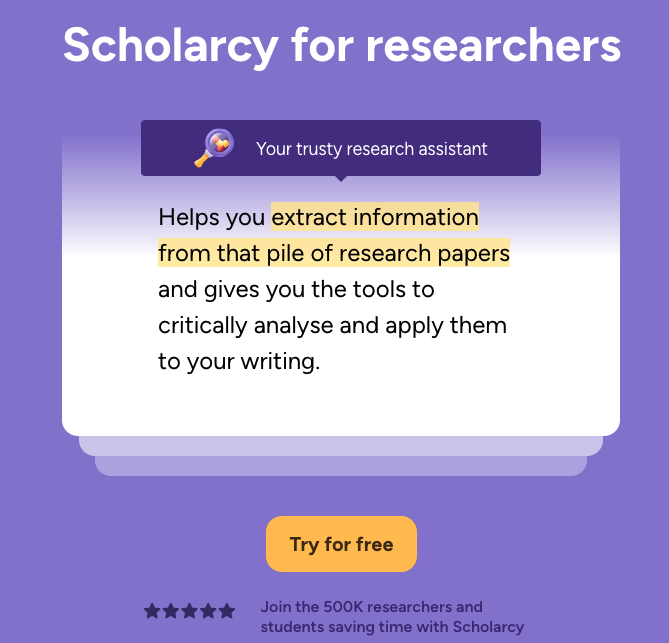 Scholarcy for researchers
Your trusty research assistant
Helps you extract information
from that pile of research papers
and gives you the tools to
critically analyse and apply them
to your writing.
Try for free
Join the 500K researchers and
students saving time with Scholarcy